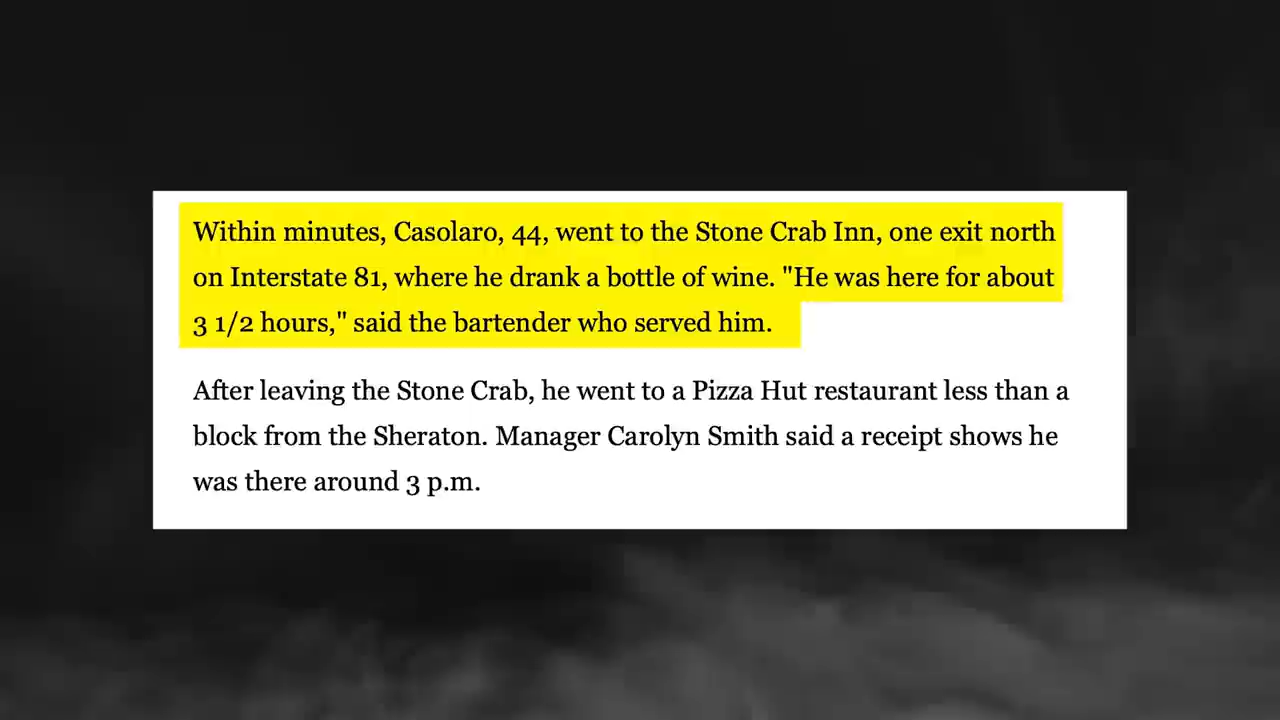 Within minutes, Casolaro, 44, went to the Stone Crab Inn, one exit north
on Interstate 81, where he drank a bottle of wine. "He was here for about
3 1/2 hours," said the bartender who served him.
After leaving the Stone Crab, he went to a Pizza Hut restaurant less than a
block from the Sheraton. Manager Carolyn Smith said a receipt shows he
was there around 3 p.m.